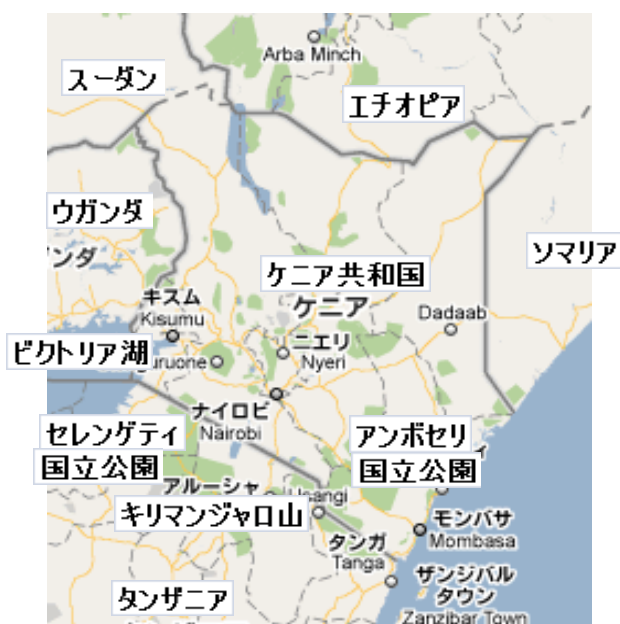 Arba Minch
スーダン
エチオピア
ウガンダ
ンダ
ソマリア
ケニア共和国
キスム
Kisumu
ケニア
Dadaab
ニエリ
Nyeri
ビクトリア湖
uruone
ナイロビ
Nairobi
セレンゲティ
国立公園
アンボセリ
国立公園
ィ
アルーシャ
Usangi
キリマンジャロ山
モンバサ
Mombasa
タンガ
Tanga
ザンジバル
タウン
Zanzibar Town
タンザニア